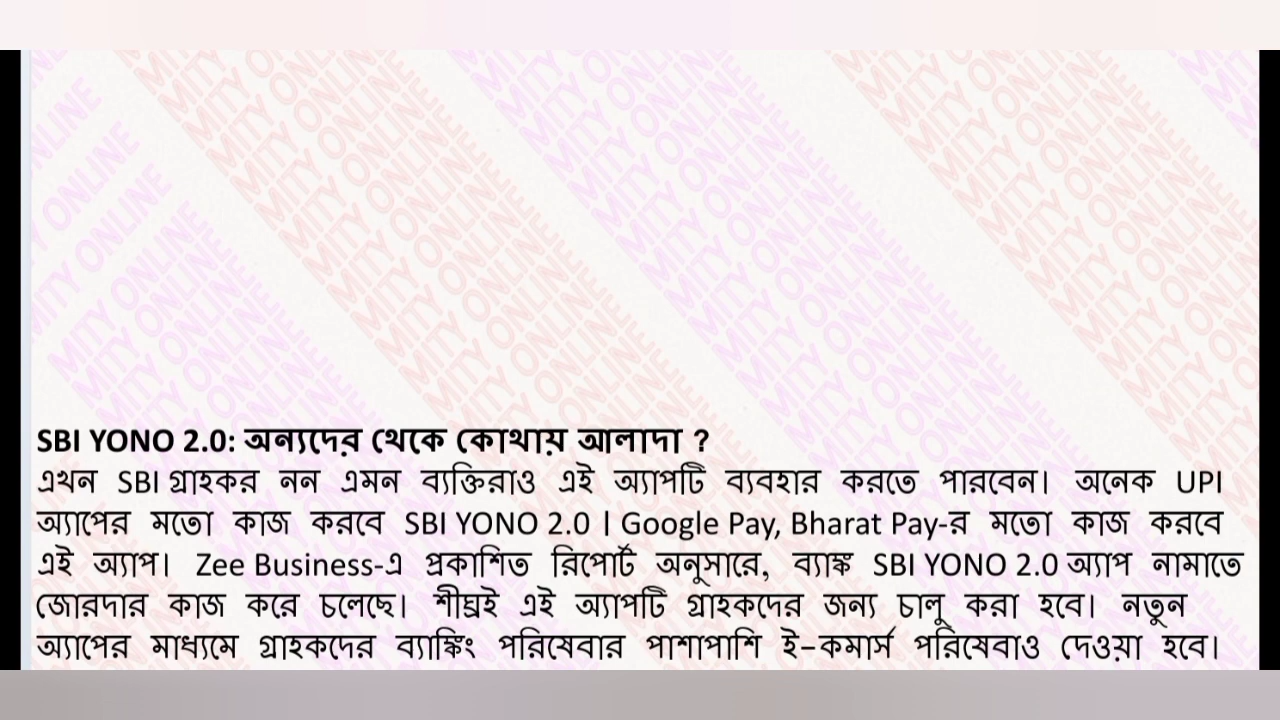 SBI YONO 2.0: অন্যদের থেকে কোথায় আলাদা ?
এখন SBI গ্রাহকর নন এমন ব্যক্তিরাও এই অ্যাপটি ব্যবহার করতে পারবেন। অনেক UPI
অ্যাপের মতো কাজ করবে SBI YONO 2.0 | Google Pay, Bharat Pay-র মতো কাজ করবে
এই অ্যাপ। Zee Business-এ প্রকাশিত রিপোর্ট অনুসারে, ব্যাঙ্ক SBI YONO 2.0 অ্যাপ নামাতে
জোরদার কাজ করে চলেছে। শীঘ্রই এই অ্যাপটি গ্রাহকদের জন্য চালু করা হবে। নতুন
অ্যাপের মাধ্যমে গ্রাহকদের ব্যাঙ্কিং পরিষেবার পাশাপাশি ই-কমার্স পরিষেবাও দেওয়া হবে।